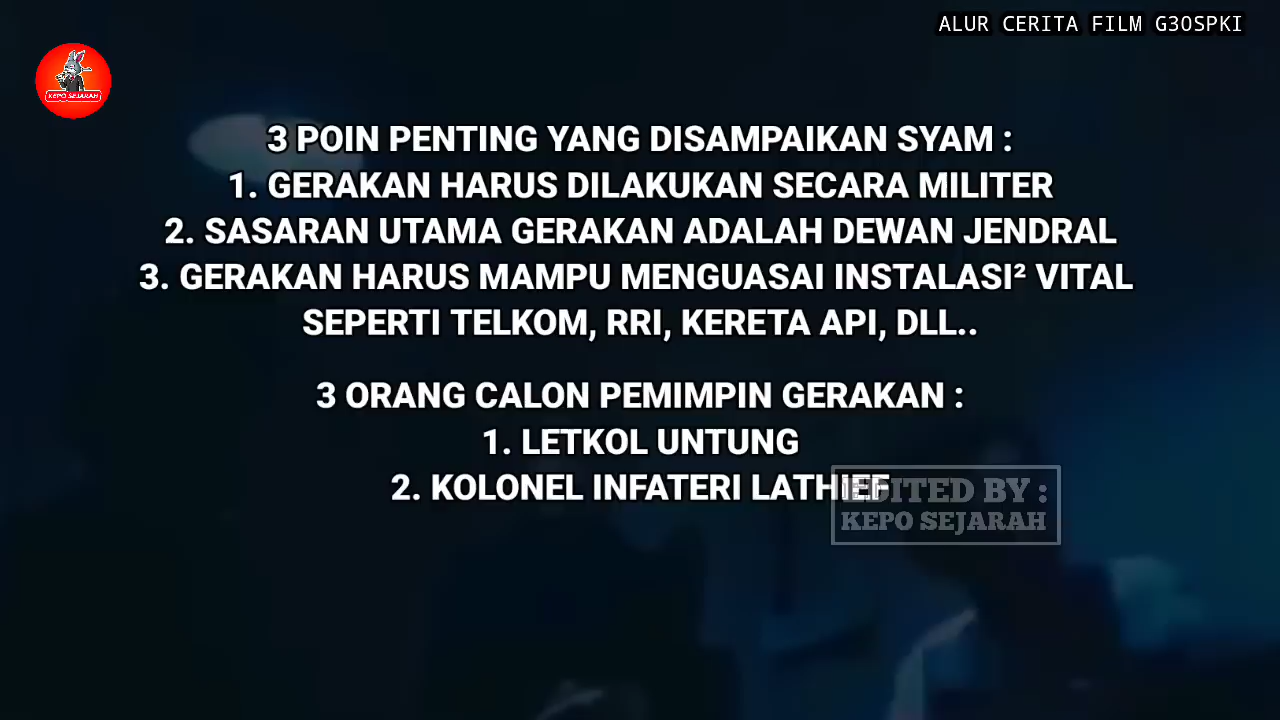 ALUR CERITA FILM G30SPKI
KEPO SEJARAH
3 POIN PENTING YANG DISAMPAIKAN SYAM :
1. GERAKAN HARUS DILAKUKAN SECARA MILITER
2. SASARAN UTAMA GERAKAN ADALAH DEWAN JENDRAL
3. GERAKAN HARUS MAMPU MENGUASAI INSTALASI² VITAL
SEPERTI TELKOM, RRI, KERETA API, DLL..
3 ORANG CALON PEMIMPIN GERAKAN :
1. LETKOL UNTUNG
2. KOLONEL INFATERI LATHIEF
EDITED BY :
KEPO SEJARAH